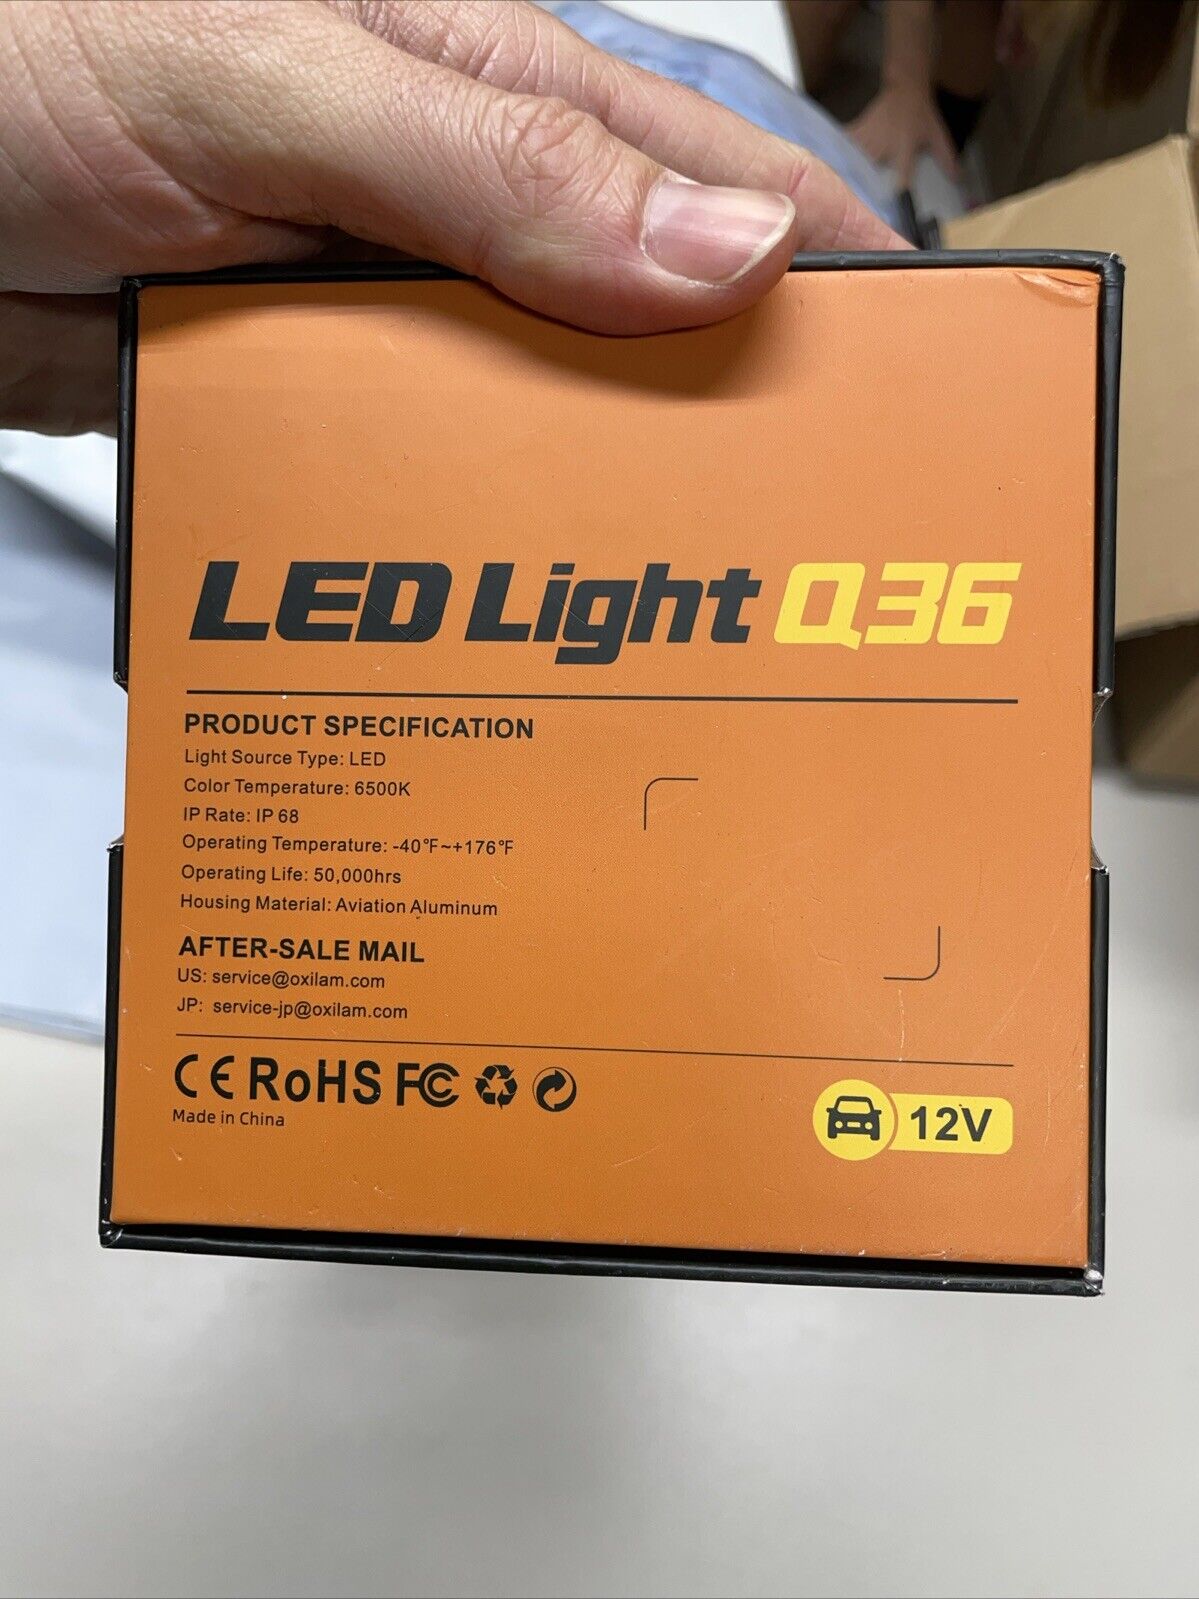 LED Light Q36
PRODUCT SPECIFICATION
Light Source Type: LED
Color Temperature: 6500K
IP Rate: IP 68
Operating Temperature: -40°F~+176°F
Operating Life: 50,000hrs
Housing Material: Aviation Aluminum
AFTER-SALE MAIL
US: service@oxilam.com
JP: service-jp@oxilam.com
CE RoHS FC
Made in China
12V